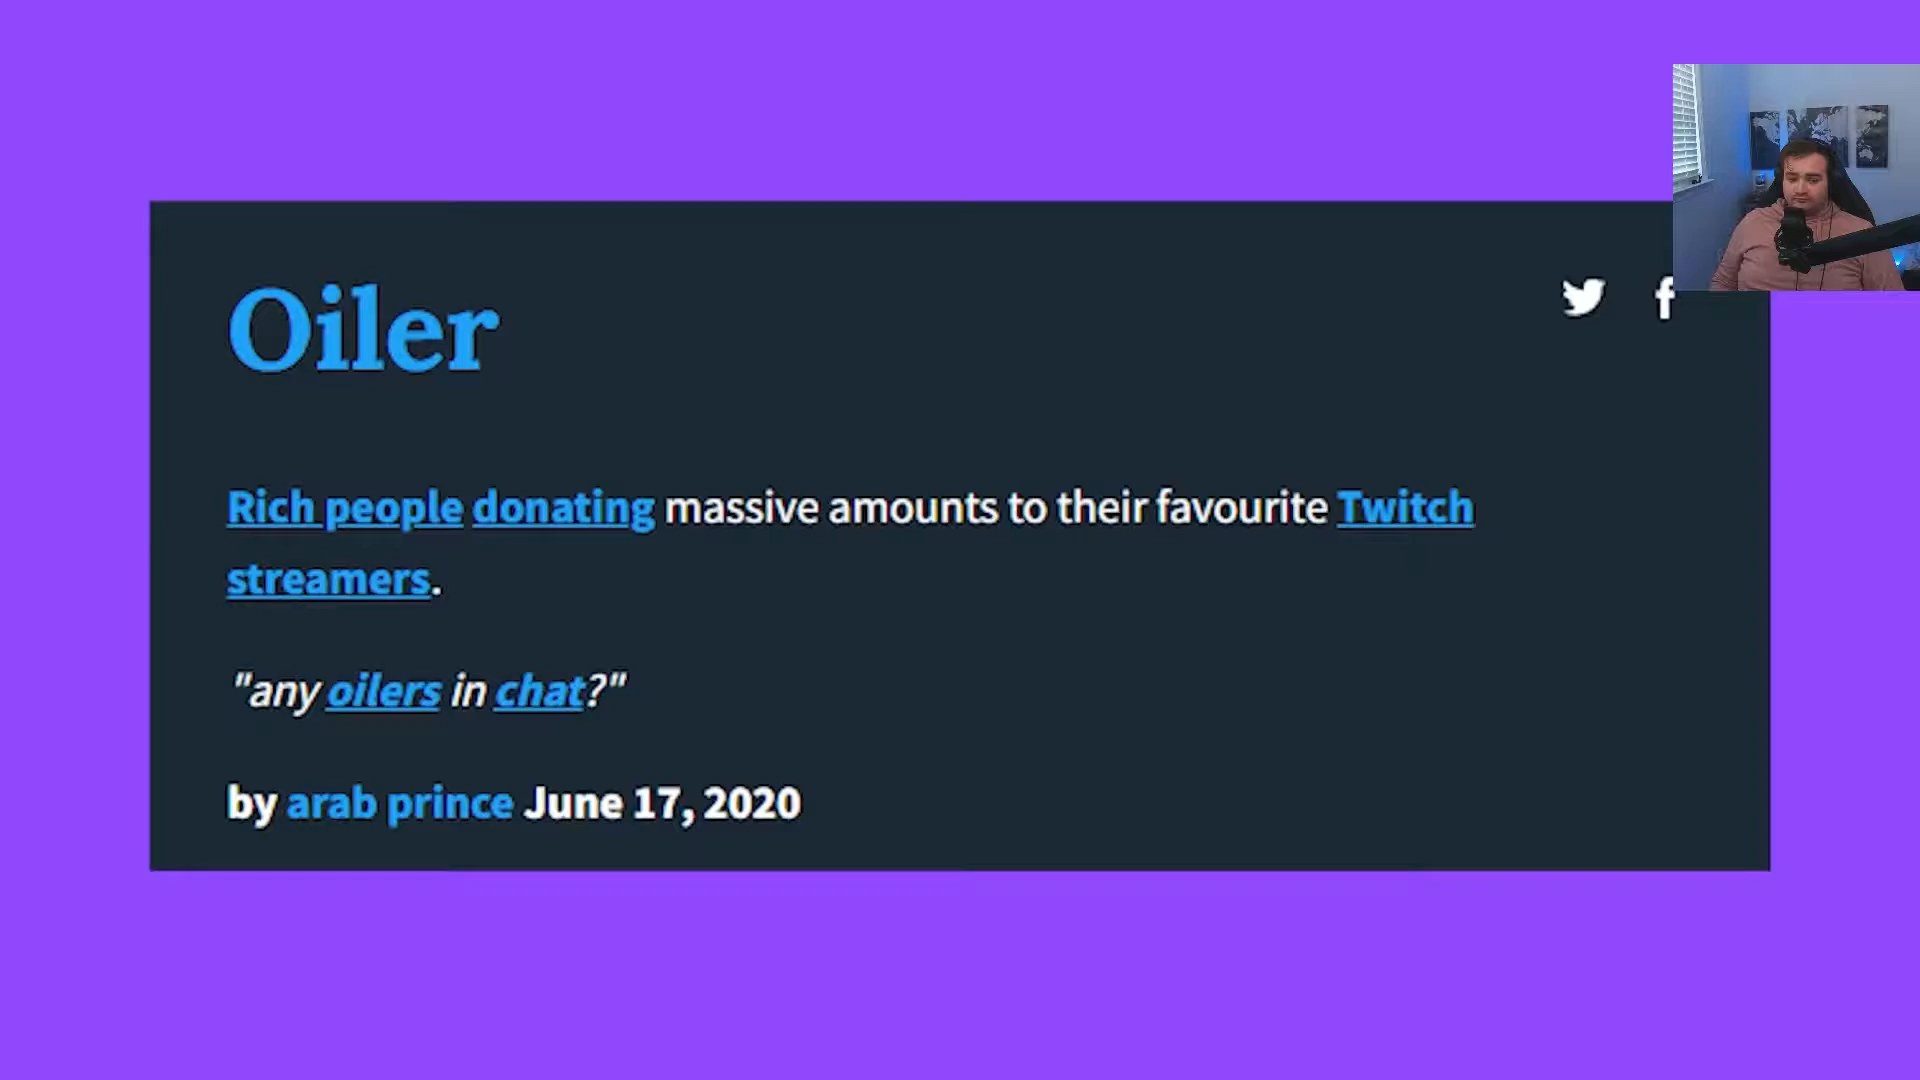 Oiler
Rich people donating massive amounts to their favourite Twitch
streamers.
"any oilers in chat?"
by arab prince June 17, 2020